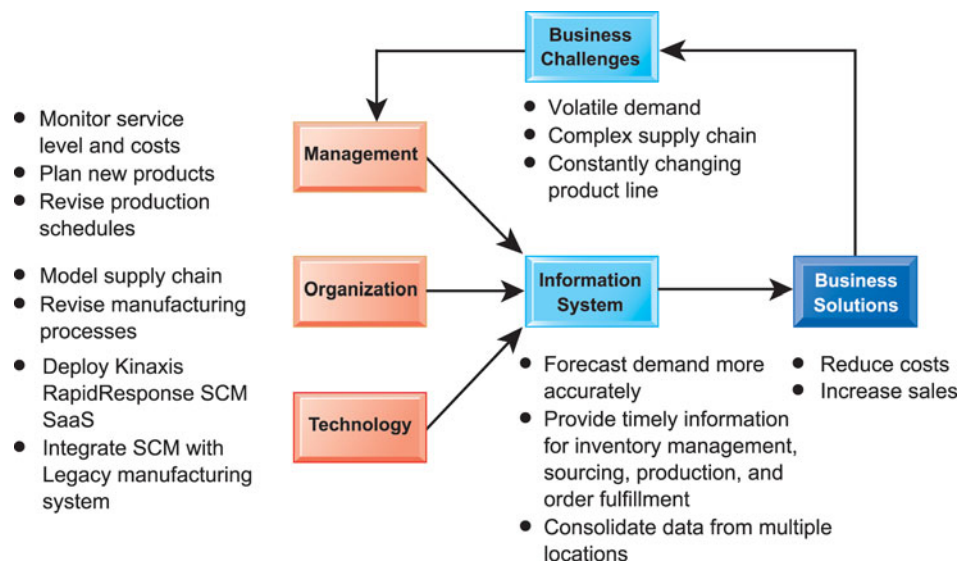 Business
Challenges
● Volatile demand
● Complex supply chain
● Constantly changing
product line
● Monitor service
level and costs
● Plan new products
● Revise production
schedules
Management
● Model supply chain
● Revise manufacturing
processes
Organization
● Deploy Kinaxis
RapidResponse SCM
SaaS
● Integrate SCM with
Legacy manufacturing
system
Technology
Information
System
● Forecast demand more
accurately
● Provide timely information
for inventory management,
sourcing, production, and
order fulfillment
● Consolidate data from multiple
locations
Business
Solutions
● Reduce costs
● Increase sales